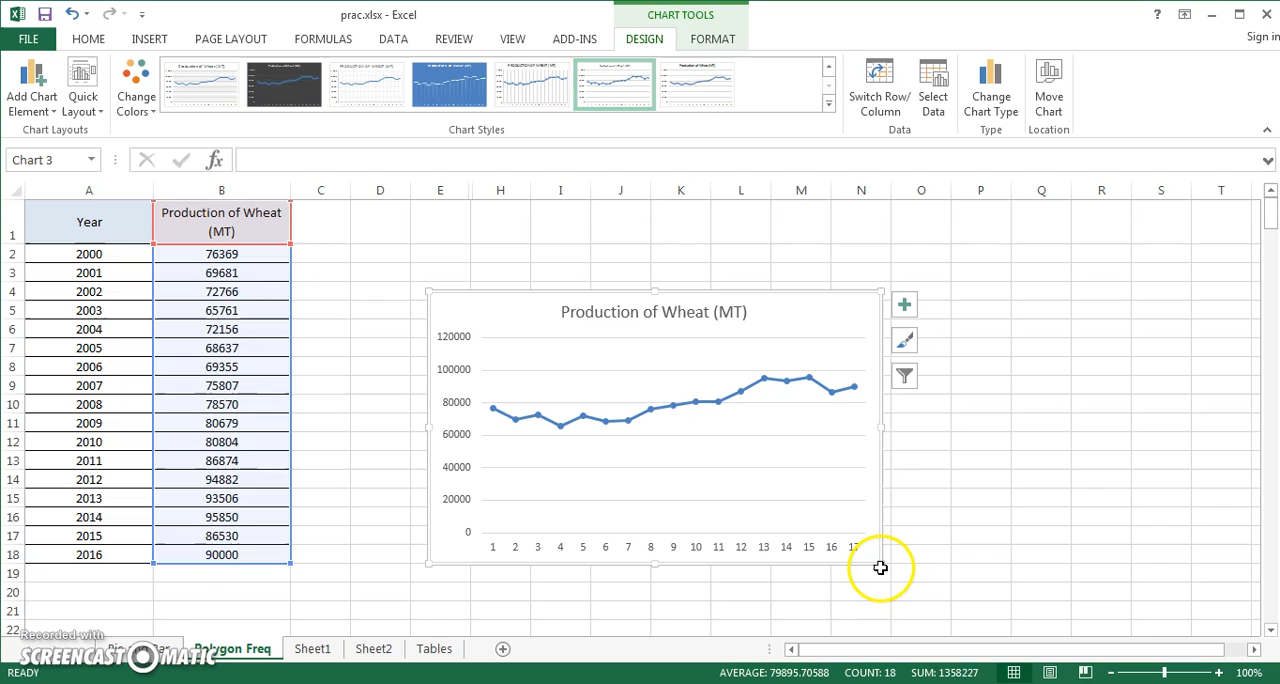 prac.xlsx - Excel
CHART TOOLS
?
FILE
HOME
INSERT
PAGE LAYOUT
FORMULAS
DATA
REVIEW
VIEW
ADD-INS
DESIGN
FORMAT
Sign in
Add Chart Element
Quick Layout
Change Colors
Switch Row/ Column
Select Data
Change Chart Type
Move Chart
Chart Layouts
Chart Styles
Data
Type
Location
Chart 3
fx
A B C D E H I J K L M N O P Q R S T
1 Year Production of Wheat (MT)
2 2000 76369
3 2001 69681
4 2002 72766
5 2003 65761
6 2004 72156
7 2005 68637
8 2006 69355
9 2007 75807
10 2008 78570
11 2009 80679
12 2010 80804
13 2011 86874
14 2012 94882
15 2013 93506
16 2014 95850
17 2015 86530
18 2016 90000
19
20
21
22
Production of Wheat (MT)
120000
100000
80000
60000
40000
20000
0
1 2 3 4 5 6 7 8 9 10 11 12 13 14 15 16 17
Recorded with
SCREENCAST-O-MATIC
Polygon Freq
Sheet1
Sheet2
Tables
READY
AVERAGE: 79895.70588
COUNT: 18
SUM: 1358227
100%